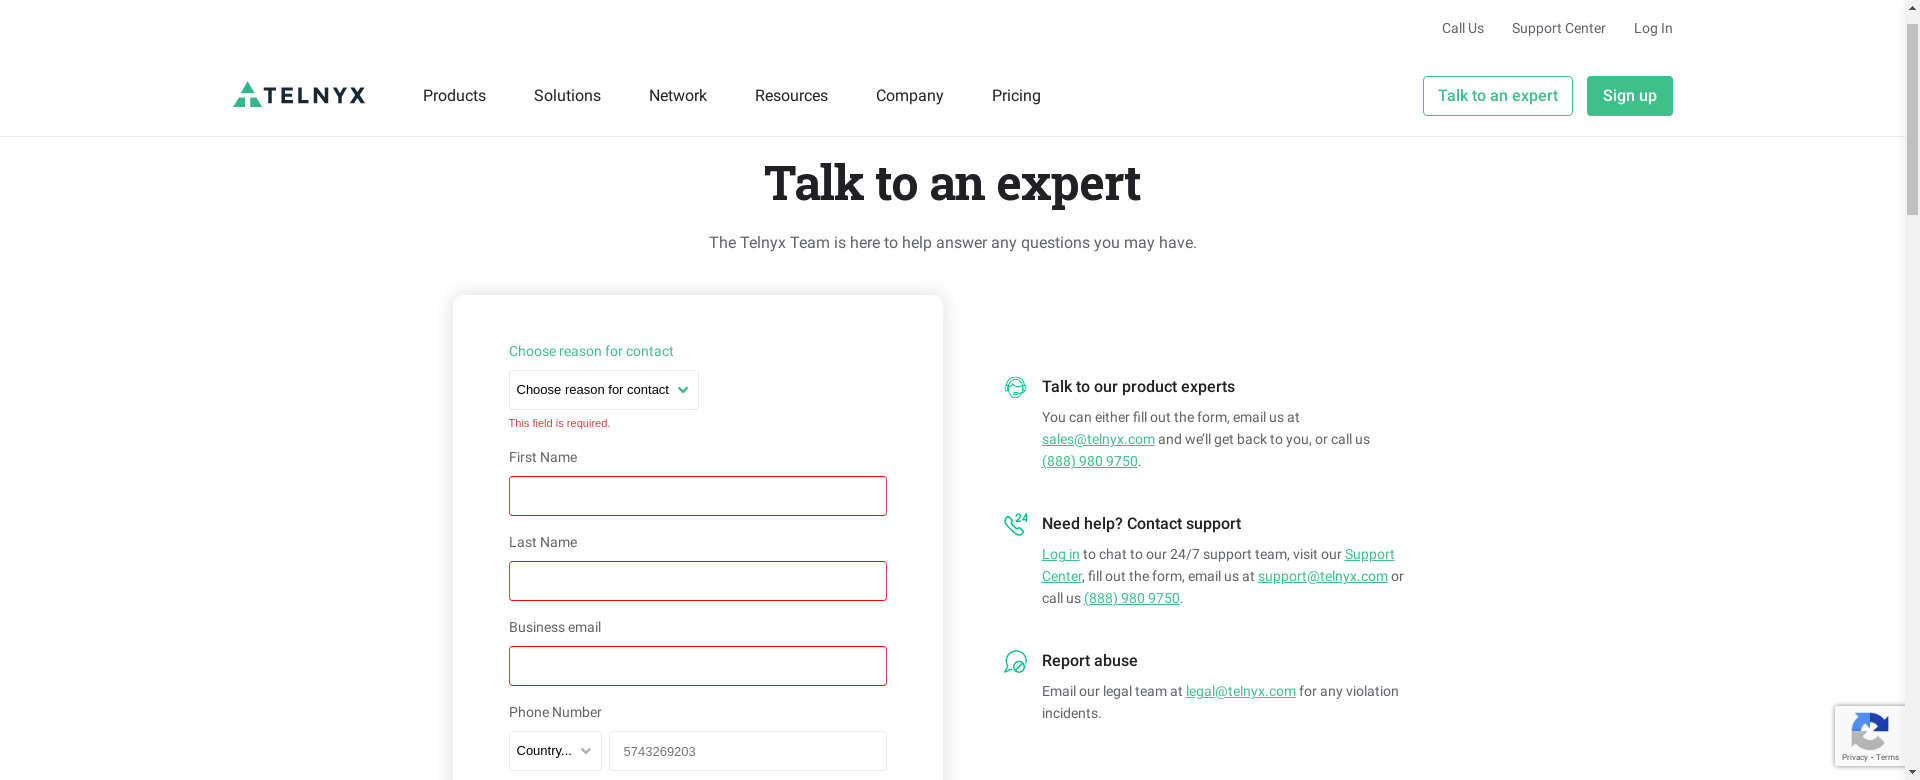 Call Us Support Center Log In
TELNYX Products Solutions Network Resources Company Pricing Talk to an expert Sign up
Talk to an expert
The Telnyx Team is here to help answer any questions you may have.
Choose reason for contact
Choose reason for contact
This field is required.
First Name
Last Name
Business email
Phone Number
Country... 5743269203
Talk to our product experts
You can either fill out the form, email us at
sales@telnyx.com and we’ll get back to you, or call us
(888) 980 9750.
24
Need help? Contact support
Log in to chat to our 24/7 support team, visit our Support
Center, fill out the form, email us at support@telnyx.com or
call us (888) 980 9750.
Report abuse
Email our legal team at legal@telnyx.com for any violation
incidents.
Privacy - Terms